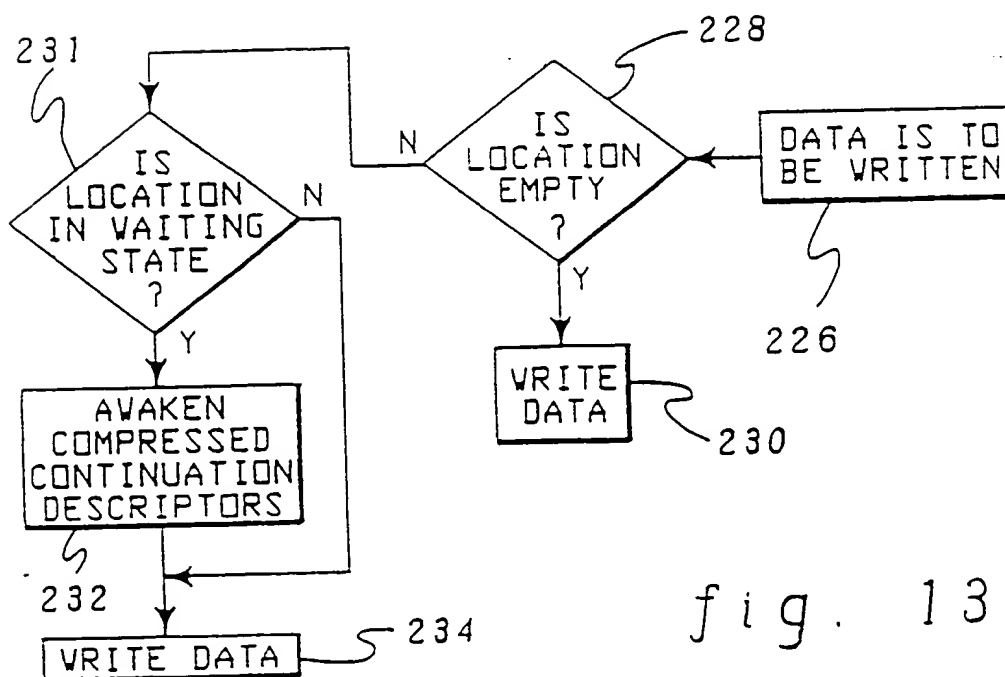 231
228
IS
LOCATION
EMPTY
?
N
Y
DATA IS TO
BE WRITTEN
226
IS
LOCATION
IN WAITING
STATE
?
N
Y
WRITE
DATA
230
AWAKEN
COMPRESSED
CONTINUATION
DESCRIPTORS
232
WRITE DATA
234
fig. 13